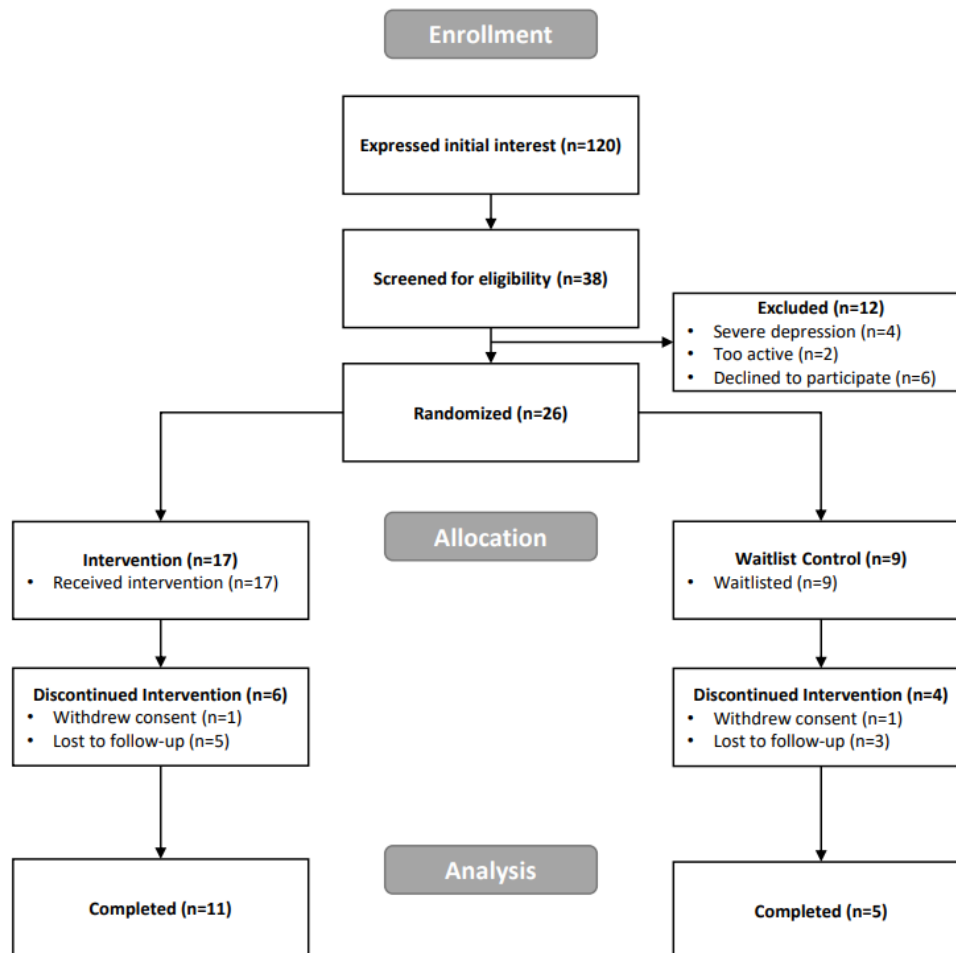 Enrollment
Expressed initial interest (n=120)
Screened for eligibility (n=38)
Excluded (n=12)
• Severe depression (n=4)
• Too active (n=2)
• Declined to participate (n=6)
Randomized (n=26)
Allocation
Intervention (n=17)
• Received intervention (n=17)
Waitlist Control (n=9)
• Waitlisted (n=9)
Discontinued Intervention (n=6)
• Withdrew consent (n=1)
• Lost to follow-up (n=5)
Discontinued Intervention (n=4)
• Withdrew consent (n=1)
• Lost to follow-up (n=3)
Analysis
Completed (n=11)
Completed (n=5)